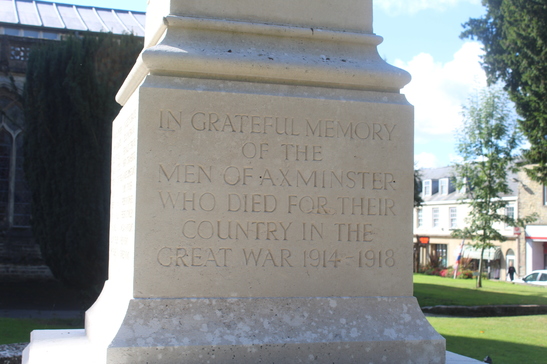 IN GRATEFUL MEMORY
OF THE
MEN OF AXMINSTER
WHO DIED FOR THEIR
COUNTRY IN THE
GREAT WAR 1914-1918